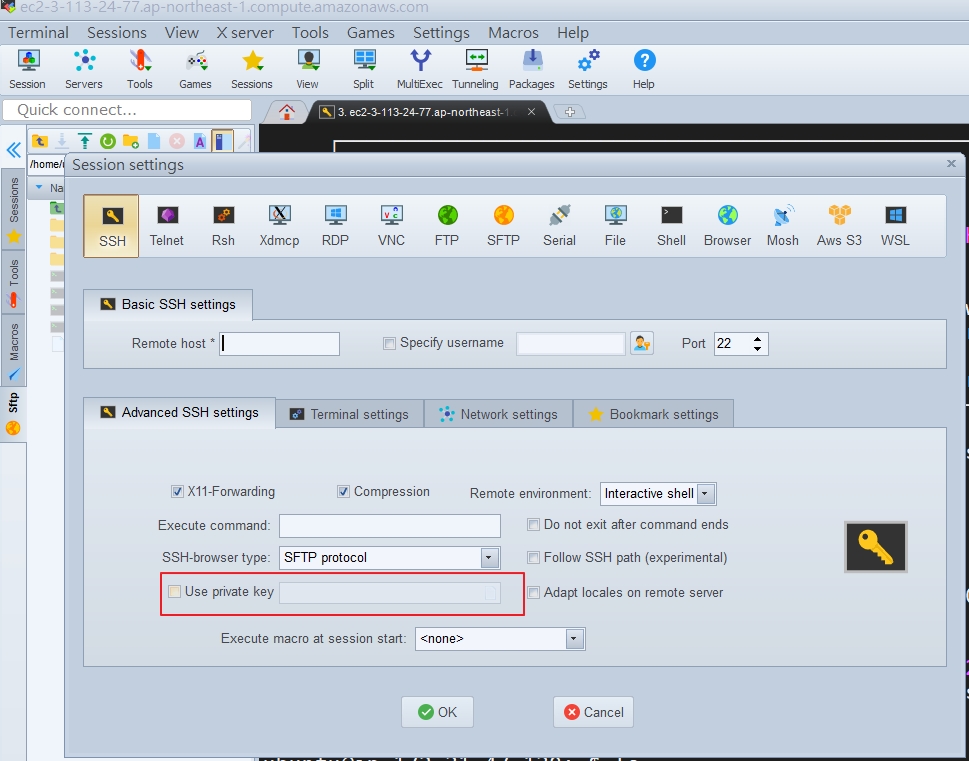 ec2-3-113-24-77.ap-northeast-1.compute.amazonaws.com
Terminal Sessions View X server Tools Games Settings Macros Help
Session Servers Tools Games Sessions View Split MultiExec Tunneling Packages Settings Help
Quick connect...
3. ec2-3-113-24-77.ap-northeast-1.
/home/
Na
Sessions
Tools
Macros
Sftp
Session settings
SSH Telnet Rsh Xdmcp RDP VNC FTP SFTP Serial File Shell Browser Mosh Aws S3 WSL
Basic SSH settings
Remote host * Specify username Port 22
Advanced SSH settings Terminal settings Network settings Bookmark settings
X11-Forwarding Compression Remote environment: Interactive shell
Execute command: Do not exit after command ends
SSH-browser type: SFTP protocol Follow SSH path (experimental)
Use private key Adapt locales on remote server
Execute macro at session start: <none>
OK Cancel